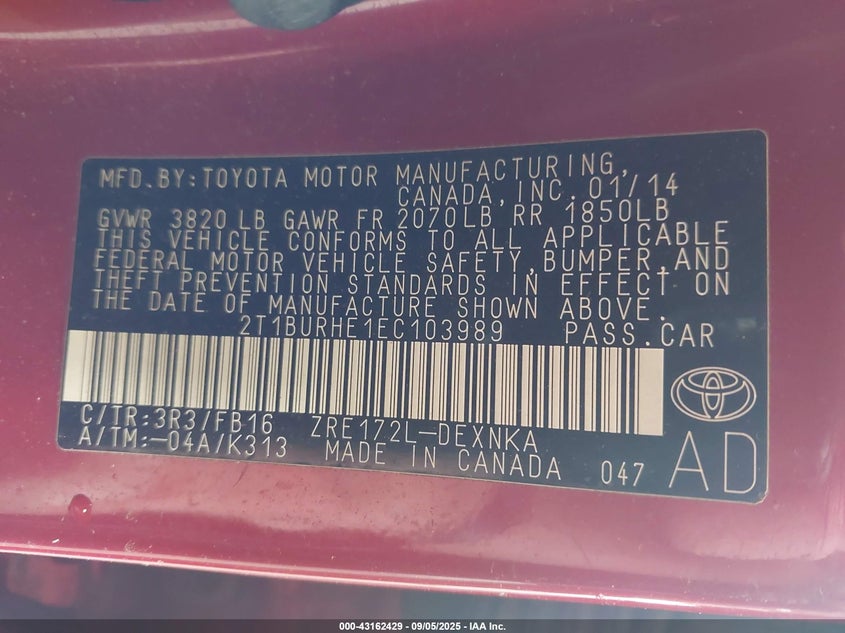 MFD.BY:TOYOTA MOTOR MANUFACTURING,
CANADA,INC. 01/14
GVWR 3820 LB GAWR FR 2070LB RR 1850LB
THIS VEHICLE CONFORMS TO ALL APPLICABLE
FEDERAL MOTOR VEHICLE SAFETY,BUMPER,AND
THEFT PREVENTION STANDARDS IN EFFECT ON
THE DATE OF MANUFACTURE SHOWN ABOVE.
2T1BURHE1EC103989 PASS.CAR
C/TR:3R3/FB16 ZRE172L-DEXNKA
A/TM:-04A/K313 MADE IN CANADA 047 AD
000-43162429 - 09/05/2025 - IAA Inc.